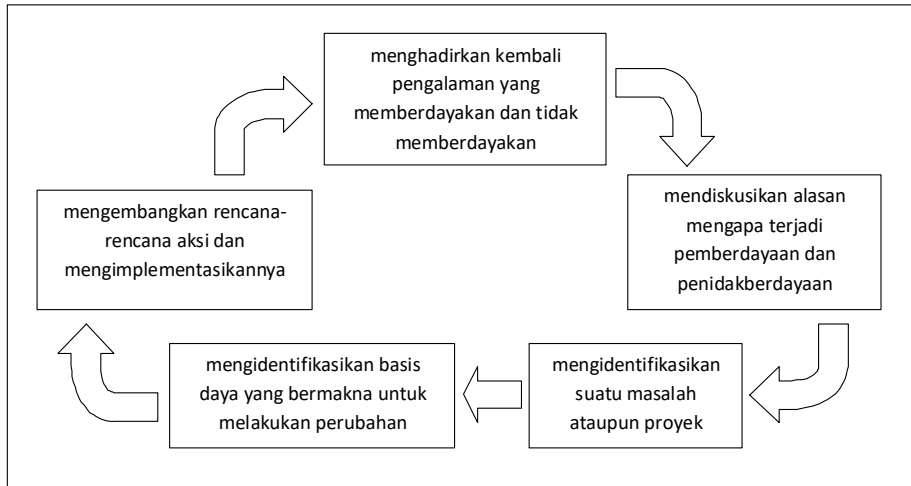 menghadirkan kembali
pengalaman yang
memberdayakan dan tidak
memberdayakan
mendiskusikan alasan
mengapa terjadi
pemberdayaan dan
penidakberdayaan
mengidentifikasikan
suatu masalah
ataupun proyek
mengidentifikasikan basis
daya yang bermakna untuk
melakukan perubahan
mengembangkan rencana-
rencana aksi dan
mengimplementasikannya